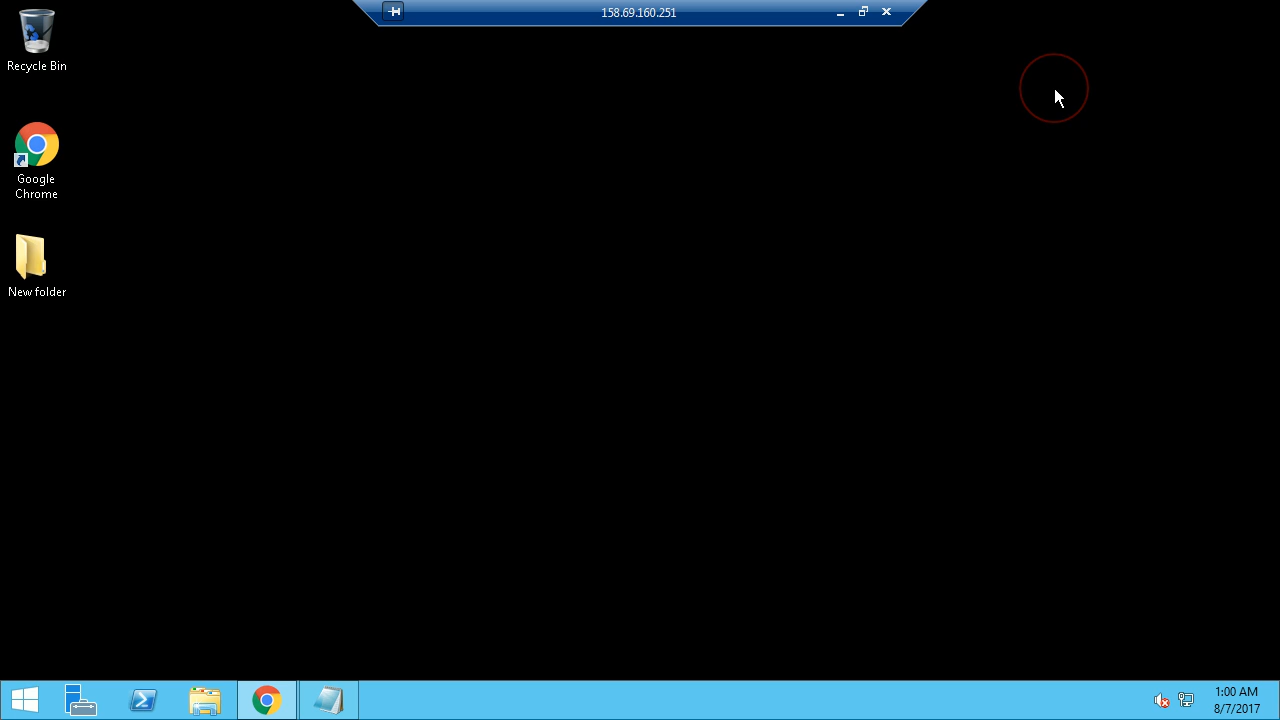 158.69.160.251
Recycle Bin
Google
Chrome
New folder
1:00 AM
8/7/2017